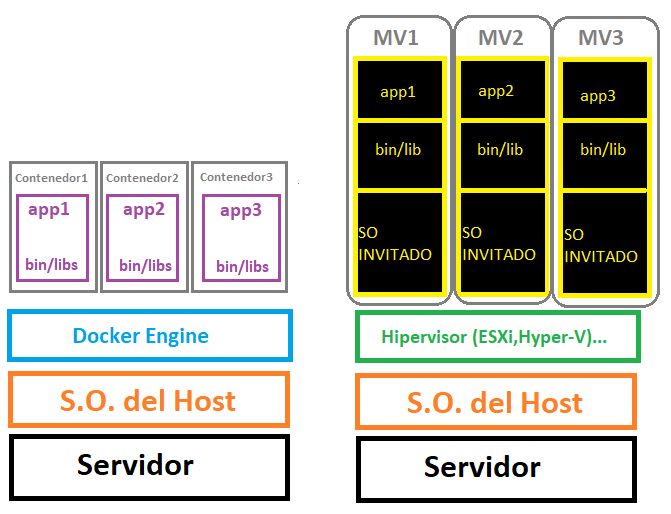 Contenedor1
app1
bin/libs
Contenedor2
app2
bin/libs
Contenedor3
app3
bin/libs
Docker Engine
S.O. del Host
Servidor
MV1
app1
bin/lib
SO
INVITADO
MV2
app2
bin/lib
SO
INVITADO
MV3
app3
bin/lib
SO
INVITADO
Hipervisor (ESXi,Hyper-V)...
S.O. del Host
Servidor